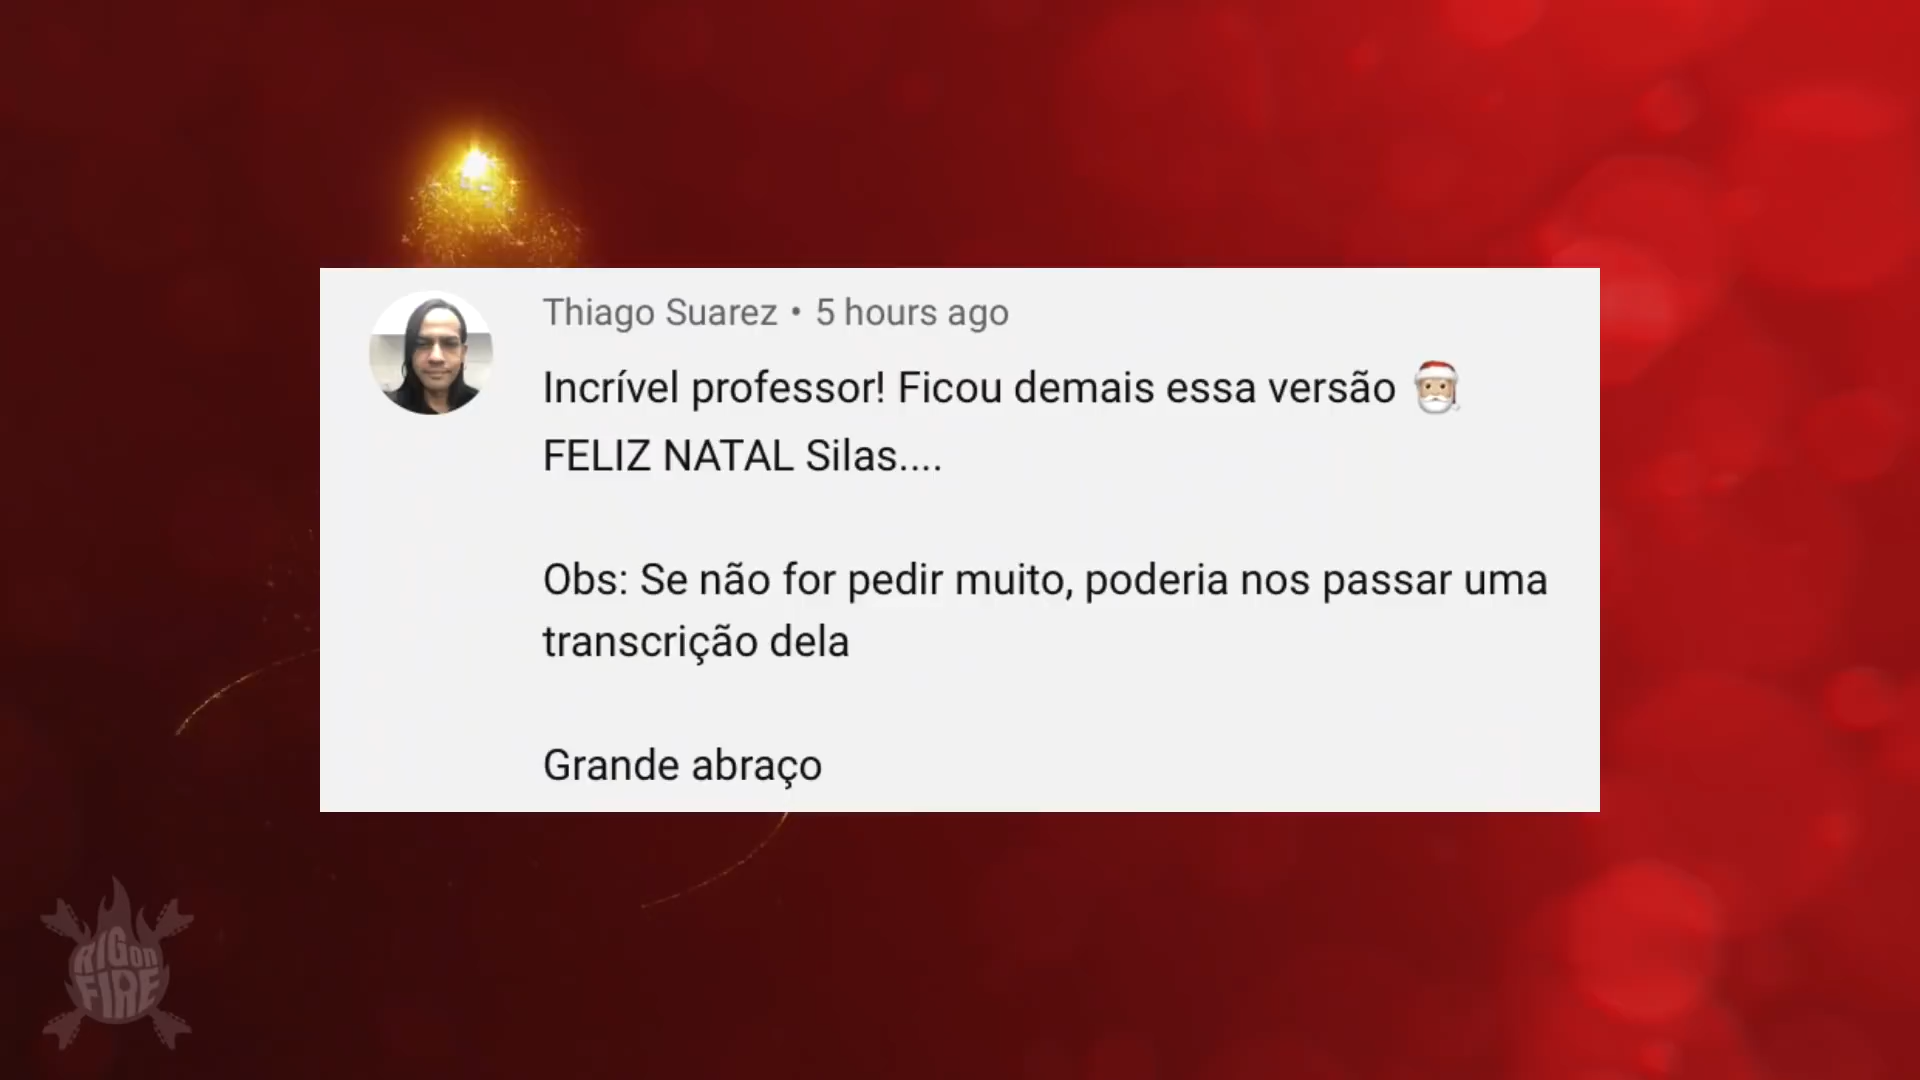 Thiago Suarez • 5 hours ago
Incrível professor! Ficou demais essa versão 🎅🏼
FELIZ NATAL Silas....
Obs: Se não for pedir muito, poderia nos passar uma
transcrição dela
Grande abraço
RIG on
FIRE